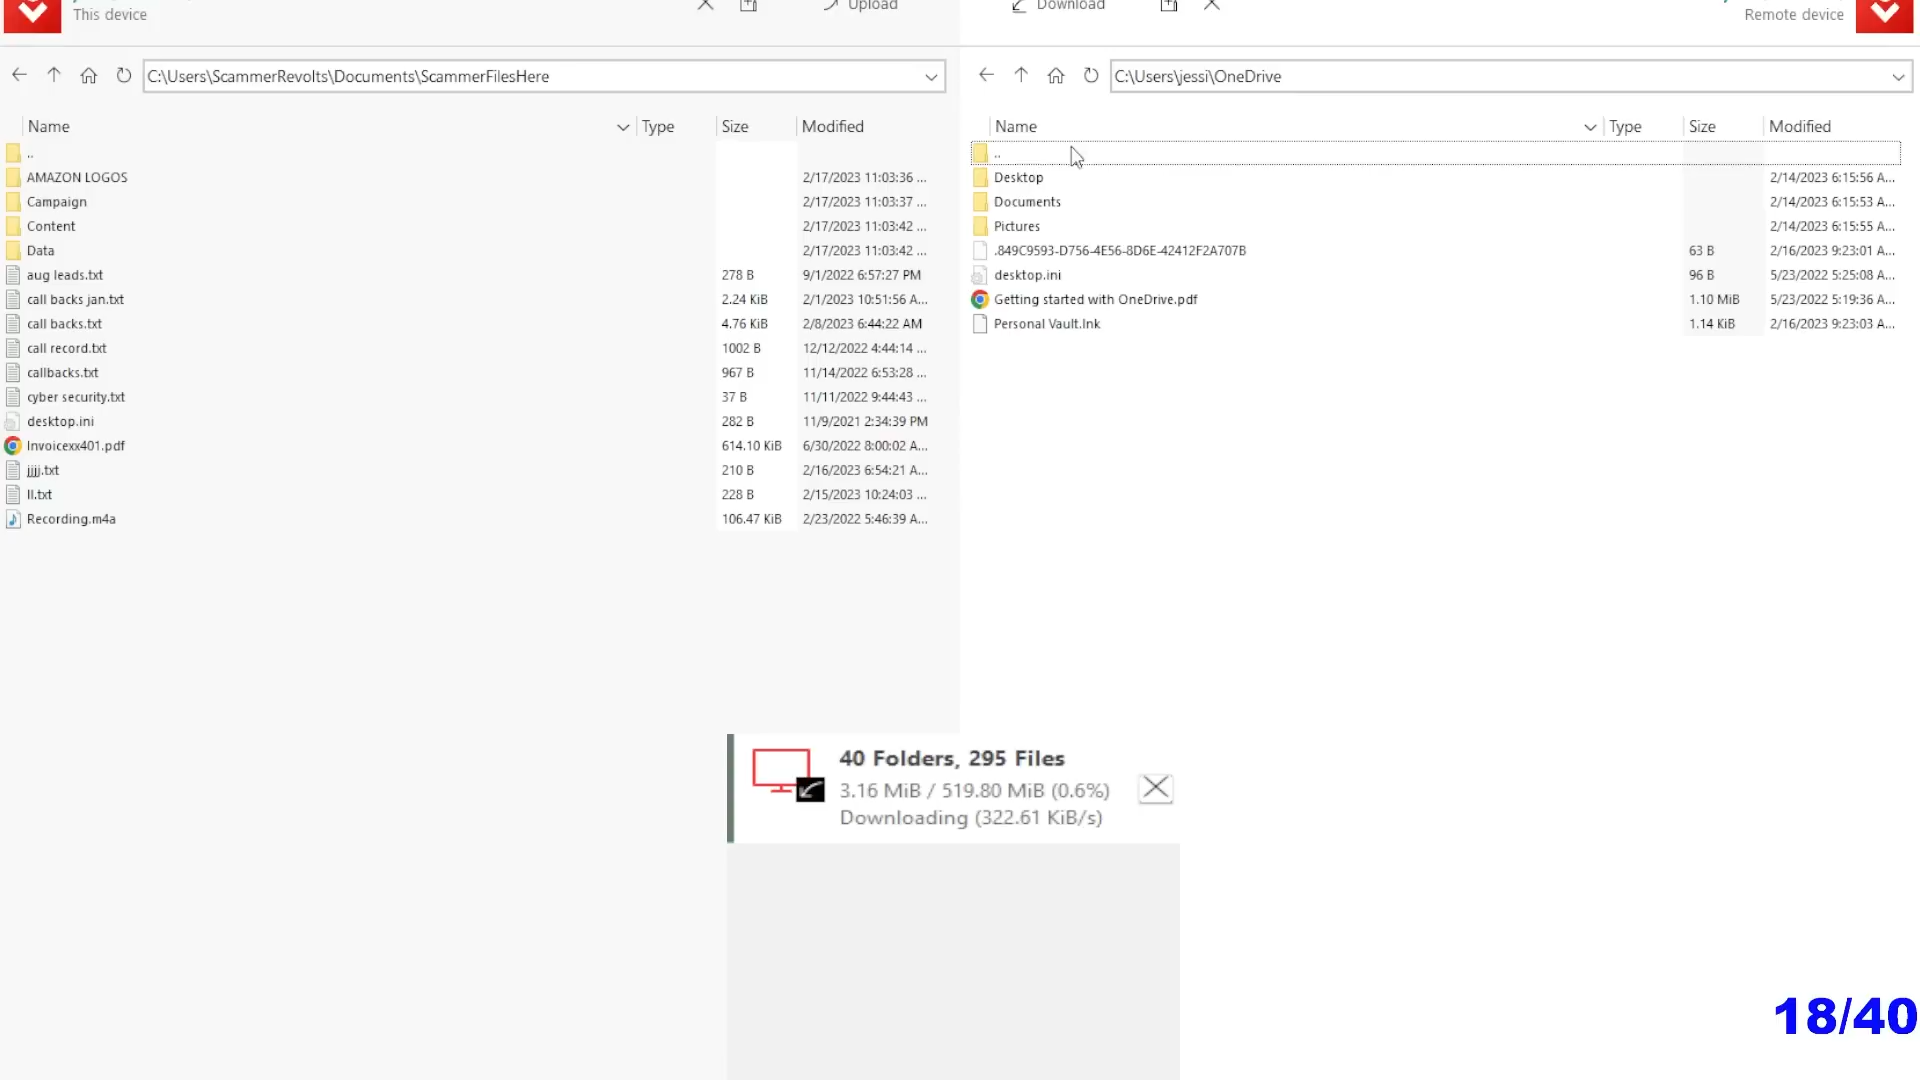 This device
Upload
Download
Remote device
C:\Users\ScammerRevolts\Documents\ScammerFilesHere
C:\Users\jessi\OneDrive
Name Type Size Modified
..
AMAZON LOGOS 2/17/2023 11:03:36 ...
Campaign 2/17/2023 11:03:37 ...
Content 2/17/2023 11:03:42 ...
Data 2/17/2023 11:03:42 ...
aug leads.txt 278 B 9/1/2022 6:57:27 PM
call backs jan.txt 2.24 KiB 2/1/2023 10:51:56 A...
call backs.txt 4.76 KiB 2/8/2023 6:44:22 AM
call record.txt 1002 B 12/12/2022 4:44:14 ...
callbacks.txt 967 B 11/14/2022 6:53:28 ...
cyber security.txt 37 B 11/11/2022 9:44:43 ...
desktop.ini 282 B 11/9/2021 2:34:39 PM
Invoicexx401.pdf 614.10 KiB 6/30/2022 8:00:02 A...
jjjj.txt 210 B 2/16/2023 6:54:21 A...
ll.txt 228 B 2/15/2023 10:24:03 ...
Recording.m4a 106.47 KiB 2/23/2022 5:46:39 A...
Name Type Size Modified
..
Desktop 2/14/2023 6:15:56 A...
Documents 2/14/2023 6:15:53 A...
Pictures 2/14/2023 6:15:55 A...
.849C9593-D756-4E56-8D6E-42412F2A707B 63 B 2/16/2023 9:23:01 A...
desktop.ini 96 B 5/23/2022 5:25:08 A...
Getting started with OneDrive.pdf 1.10 MiB 5/23/2022 5:19:36 A...
Personal Vault.lnk 1.14 KiB 2/16/2023 9:23:03 A...
40 Folders, 295 Files
3.16 MiB / 519.80 MiB (0.6%)
Downloading (322.61 KiB/s)
18/40